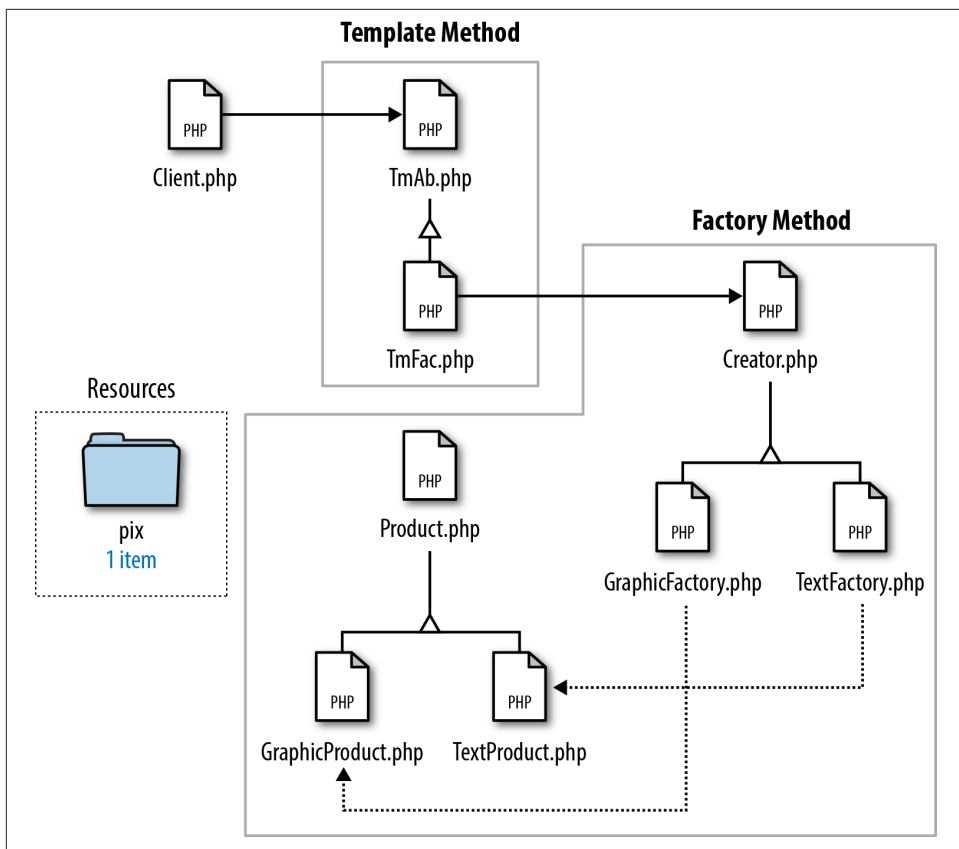 Template Method
PHP
Client.php
PHP
TmAb.php
Factory Method
PHP
TmFac.php
PHP
Creator.php
Resources
pix
1 item
PHP
Product.php
PHP
GraphicFactory.php
PHP
TextFactory.php
PHP
GraphicProduct.php
PHP
TextProduct.php